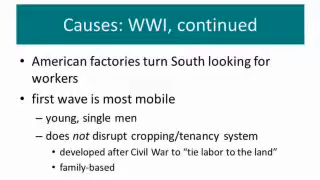 Causes: WWI, continued
• American factories turn South looking for
workers
• first wave is most mobile
– young, single men
– does not disrupt cropping/tenancy system
• developed after Civil War to “tie labor to the land”
• family-based